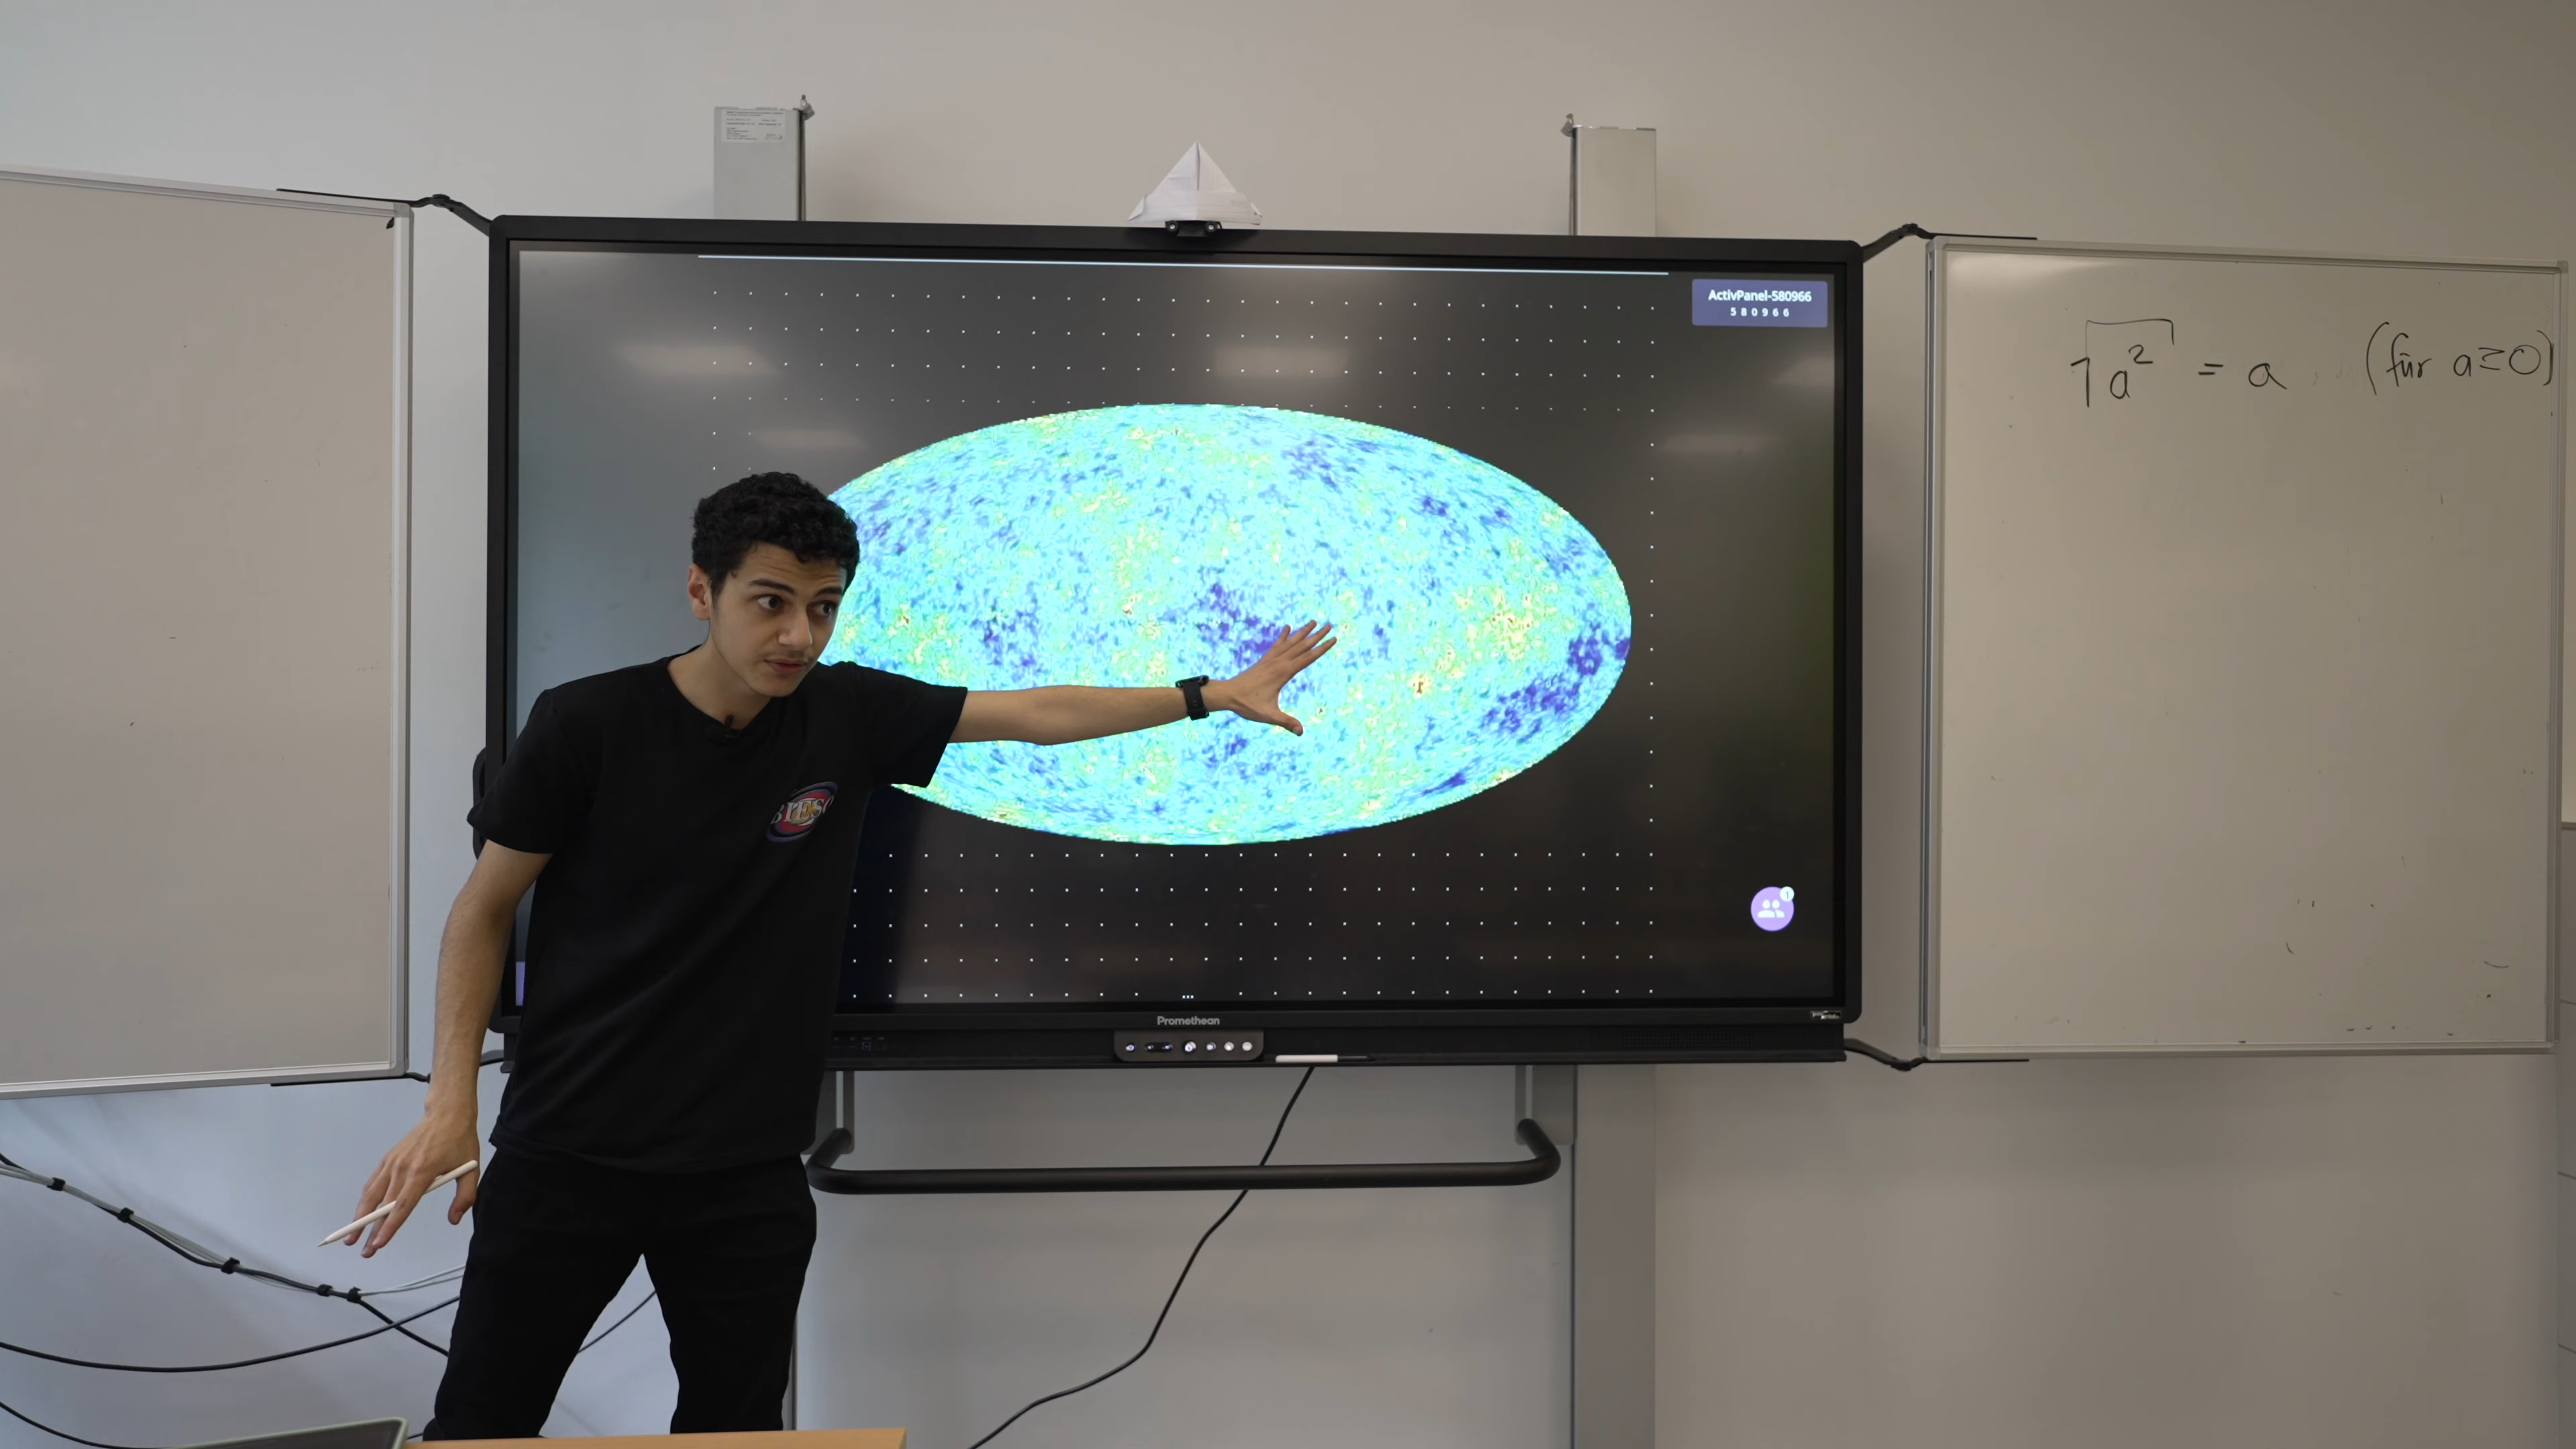 ActivPanel-580966
580966
√a² = a (für a≥0)
Promethean